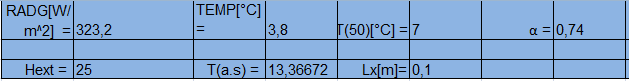 RADG[W/m^2] = 323,2 TEMP[°C] = 3,8 T(50)[°C] = 7 α = 0,74
Hext = 25 T(a.s) = 13,36672 Lx[m]= 0,1